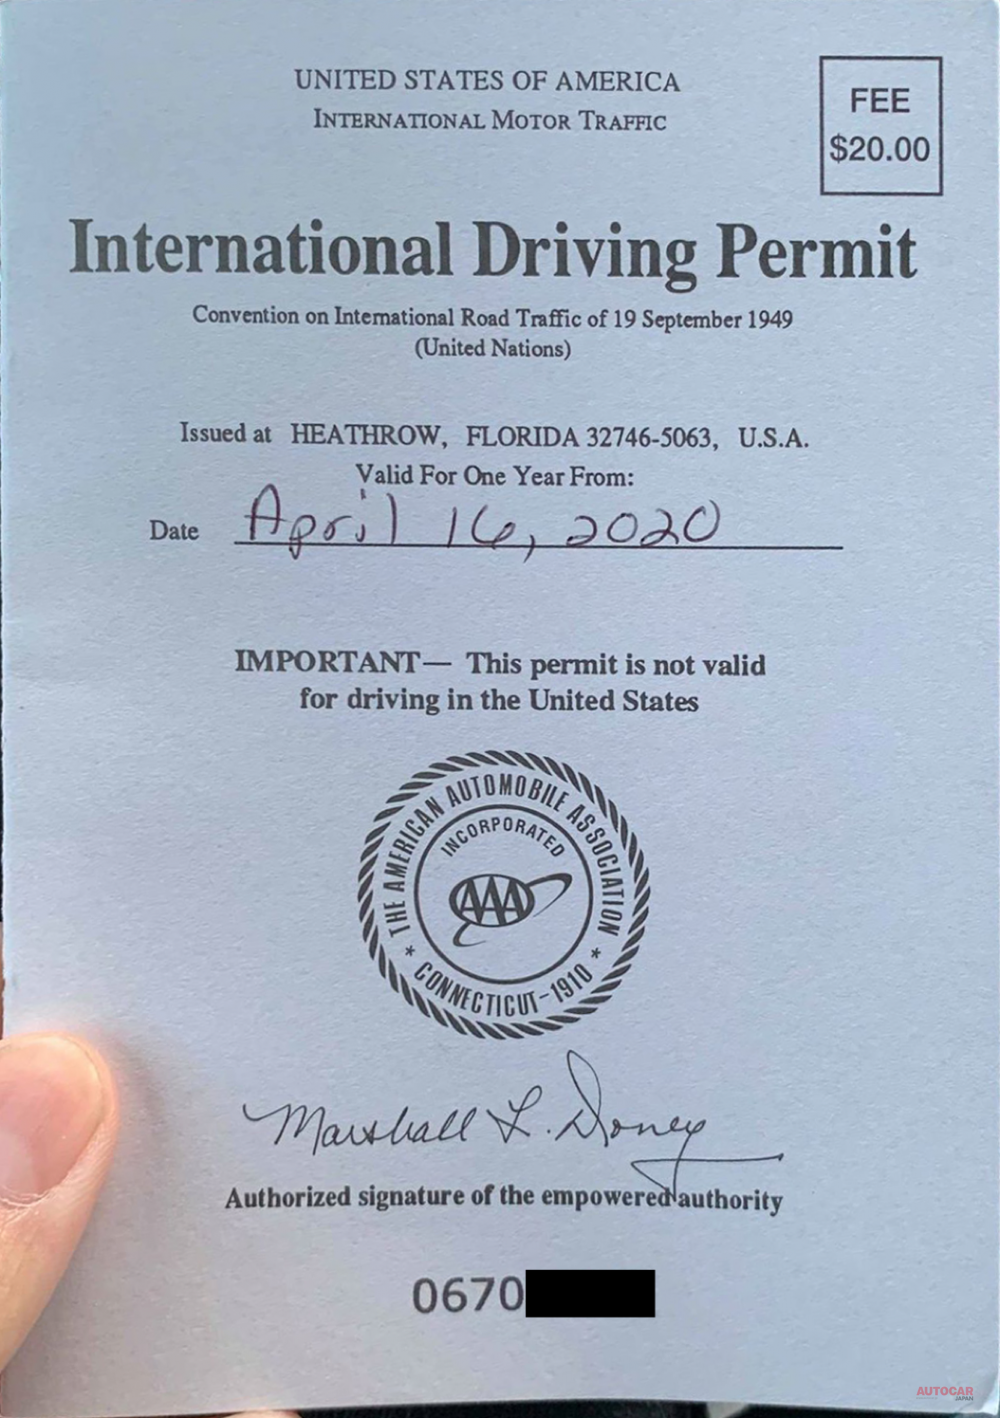 UNITED STATES OF AMERICA
INTERNATIONAL MOTOR TRAFFIC
FEE
$20.00
International Driving Permit
Convention on International Road Traffic of 19 September 1949
(United Nations)
Issued at HEATHROW, FLORIDA 32746-5063, U.S.A.
Valid For One Year From:
Date April 16, 2020
IMPORTANT— This permit is not valid
for driving in the United States
THE AMERICAN AUTOMOBILE ASSOCIATION
INCORPORATED
AAA
* CONNECTICUT-1910 *
Marshall L. Doney
Authorized signature of the empowered authority
0670
AUTOCAR
JAPAN